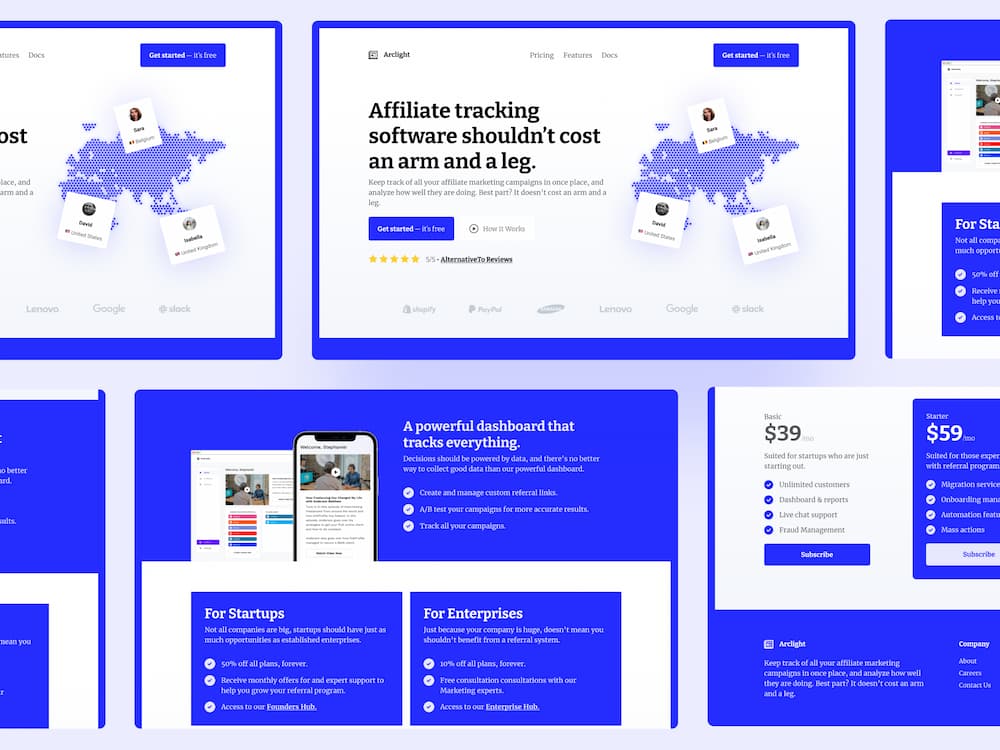 atures Docs
Get started — it's free
ost
lace, and
arm and a
Sara
Belgium
David
United States
Isabella
United Kingdom
Lenovo Google slack
Arclight
Pricing Features Docs
Get started — it's free
Affiliate tracking
software shouldn't cost
an arm and a leg.
Keep track of all your affiliate marketing campaigns in once place, and
analyze how well they are doing. Best part? It doesn't cost an arm and a
leg.
Get started — it's free
How it Works
5/5 - AlternativeTo Reviews
Sara
Belgium
David
United States
Isabella
United Kingdom
shopify PayPal SAMSUNG Lenovo Google slack
For Sta
Not all comp
much opportu
50% off
Receive
help you
Access to
t
no better
ard.
sults.
mean you
r
A powerful dashboard that
tracks everything.
Decisions should be powered by data, and there's no better
way to collect good data than our powerful dashboard.
Create and manage custom referral links.
A/B test your campaigns for more accurate results.
Track all your campaigns.
Welcome, Stephanie!
Welcome, Stephanie!
For Startups
Not all companies are big, startups should have just as
much opportunities as established enterprises.
50% off all plans, forever.
Receive monthly offers for and expert support to
help you grow your referral program.
Access to our Founders Hub.
For Enterprises
Just because your company is huge, doesn't mean you
shouldn't benefit from a referral system.
10% off all plans, forever.
Free consultation consultations with our
Marketing experts.
Access to our Enterprise Hub.
Basic
$39/mo
Suited for startups who are just
starting out.
Unlimited customers
Dashboard & reports
Live chat support
Fraud Management
Subscribe
Starter
$59/mo
Suited for those exper
with referral program
Migration service
Onboarding mana
Automation featu
Mass actions
Subscribe
Arclight
Keep track of all your affiliate marketing
campaigns in once place, and analyze how well
they are doing. Best part? It doesn't cost an arm
and a leg.
Company
About
Careers
Contact Us